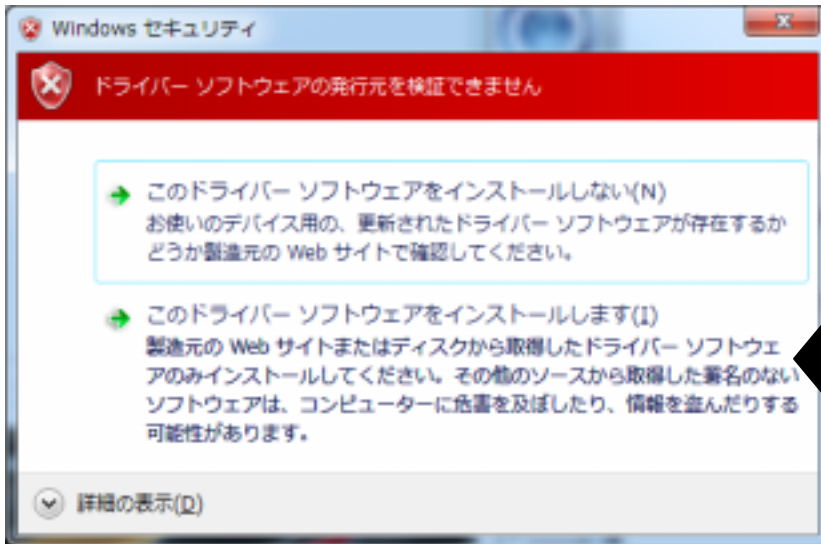 Windows セキュリティ
ドライバー ソフトウェアの発行元を検証できません
このドライバー ソフトウェアをインストールしない(N)
お使いのデバイス用の、更新されたドライバー ソフトウェアが存在するか
どうか製造元の Web サイトで確認してください。
このドライバー ソフトウェアをインストールします(I)
製造元の Web サイトまたはディスクから取得したドライバー ソフトウェ
アのみインストールしてください。その他のソースから取得した署名のない
ソフトウェアは、コンピューターに危害を及ぼしたり、情報を盗んだりする
可能性があります。
詳細の表示(D)